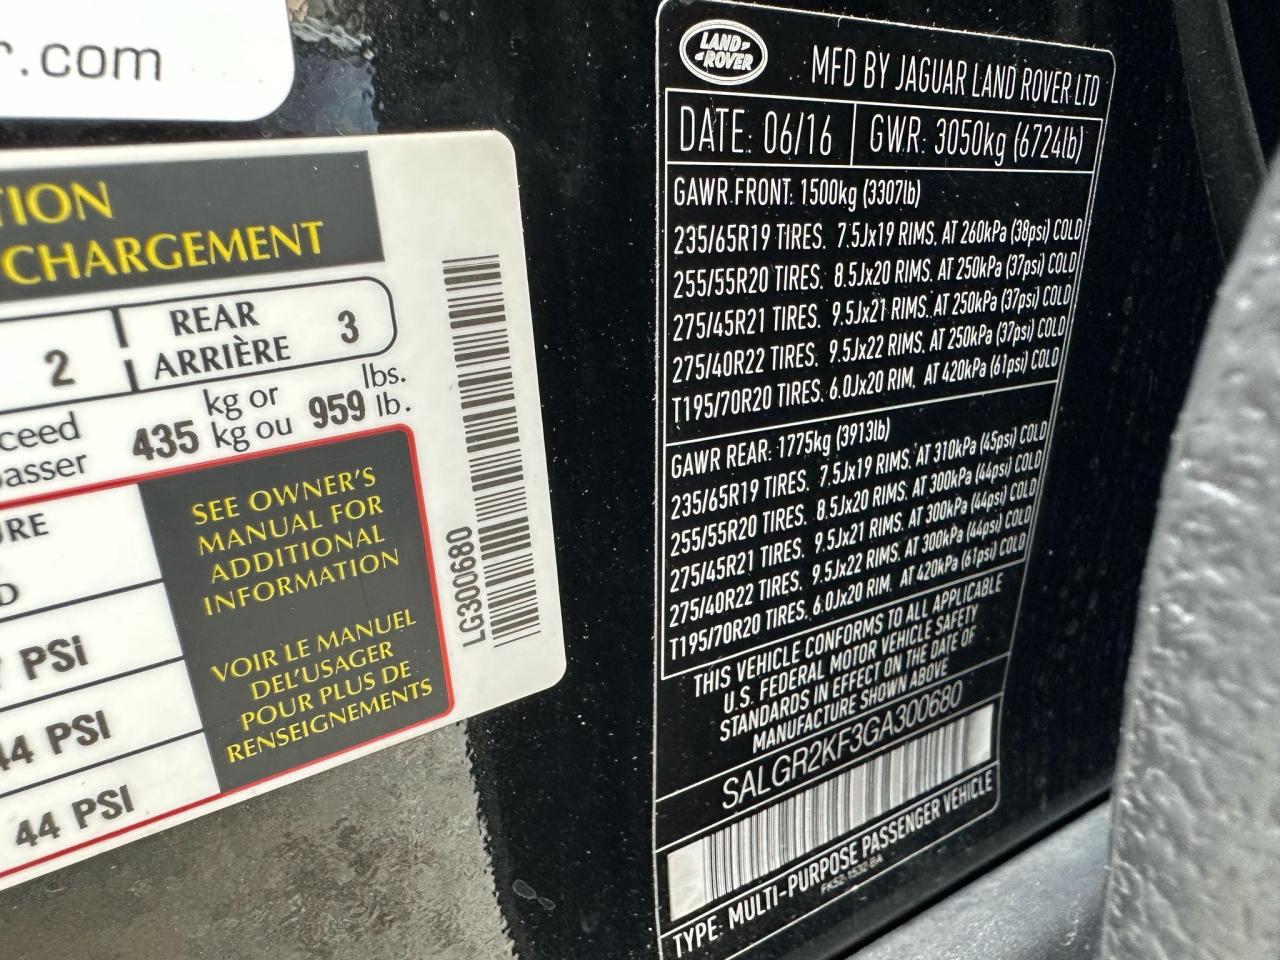 r.com
TION
CHARGEMENT
2
REAR
ARRIÈRE
3
kg or
lbs.
435
kg ou
959
lb.
SEE OWNER'S
MANUAL FOR
ADDITIONAL
INFORMATION
VOIR LE MANUEL
DEL'USAGER
POUR PLUS DE
RENSEIGNEMENTS
PSi
44 PSI
44 PSI
LG300680
LAND-
-ROVER
MFD BY JAGUAR LAND ROVER LTD
DATE: 06/16
GWR: 3050kg (6724lb)
GAWR FRONT: 1500kg (3307lb)
235/65R19 TIRES. 7.5Jx19 RIMS. AT 260kPa (38psi) COLD
255/55R20 TIRES. 8.5Jx20 RIMS. AT 250kPa (37psi) COLD
275/45R21 TIRES. 9.5Jx21 RIMS. AT 250kPa (37psi) COLD
275/40R22 TIRES. 9.5Jx22 RIMS. AT 250kPa (37psi) COLD
T195/70R20 TIRES. 6.0Jx20 RIM. AT 420kPa (61psi) COLD
GAWR REAR: 1775kg (3913lb)
235/65R19 TIRES. 7.5Jx19 RIMS. AT 310kPa (45psi) COLD
255/55R20 TIRES. 8.5Jx20 RIMS. AT 300kPa (44psi) COLD
275/45R21 TIRES. 9.5Jx21 RIMS. AT 300kPa (44psi) COLD
275/40R22 TIRES. 9.5Jx22 RIMS. AT 300kPa (44psi) COLD
T195/70R20 TIRES. 6.0Jx20 RIM. AT 420kPa (61psi) COLD
THIS VEHICLE CONFORMS TO ALL APPLICABLE
U.S. FEDERAL MOTOR VEHICLE SAFETY
STANDARDS IN EFFECT ON THE DATE OF
MANUFACTURE SHOWN ABOVE
SALGR2KF3GA300680
TYPE: MULTI-PURPOSE PASSENGER VEHICLE